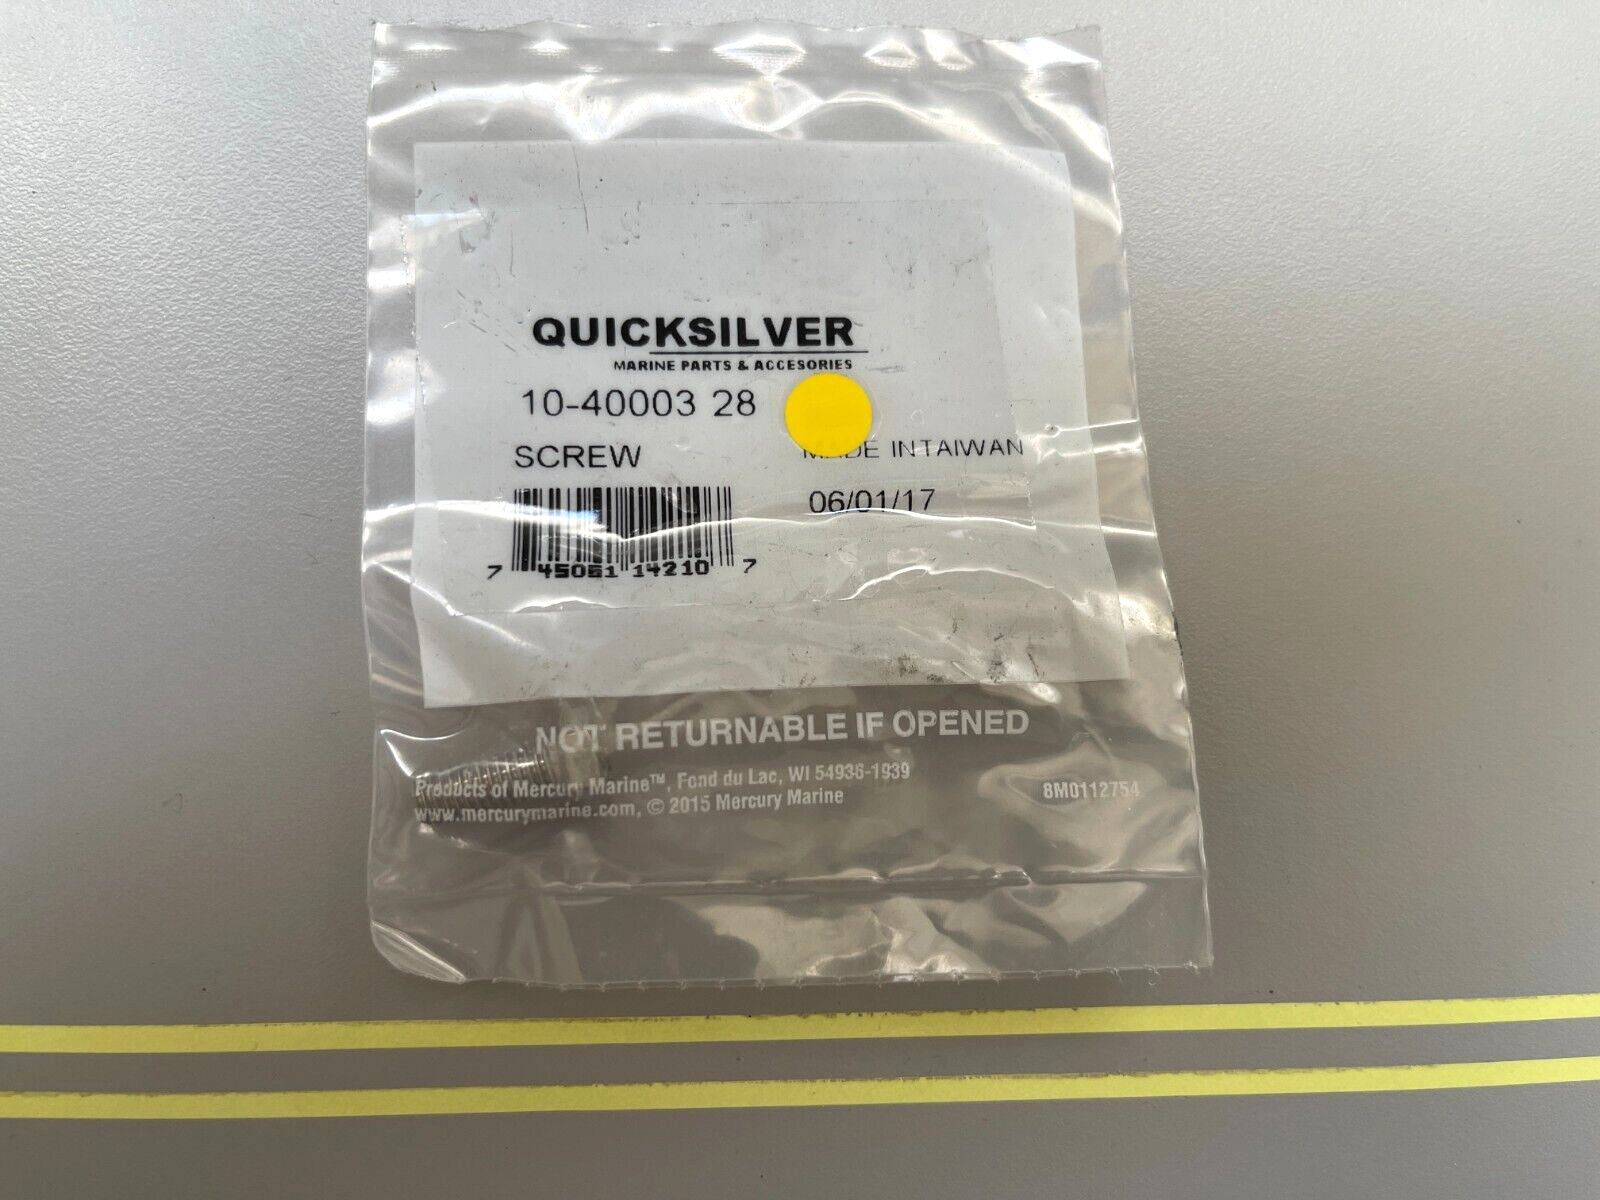 QUICKSILVER
MARINE PARTS & ACCESORIES
10-40003 28
SCREW
MADE INTAIWAN
06/01/17
7 45061 14210 7
NOT RETURNABLE IF OPENED
Products of Mercury Marine™, Fond du Lac, WI 54936-1939
www.mercurymarine.com, © 2015 Mercury Marine
8M0112754